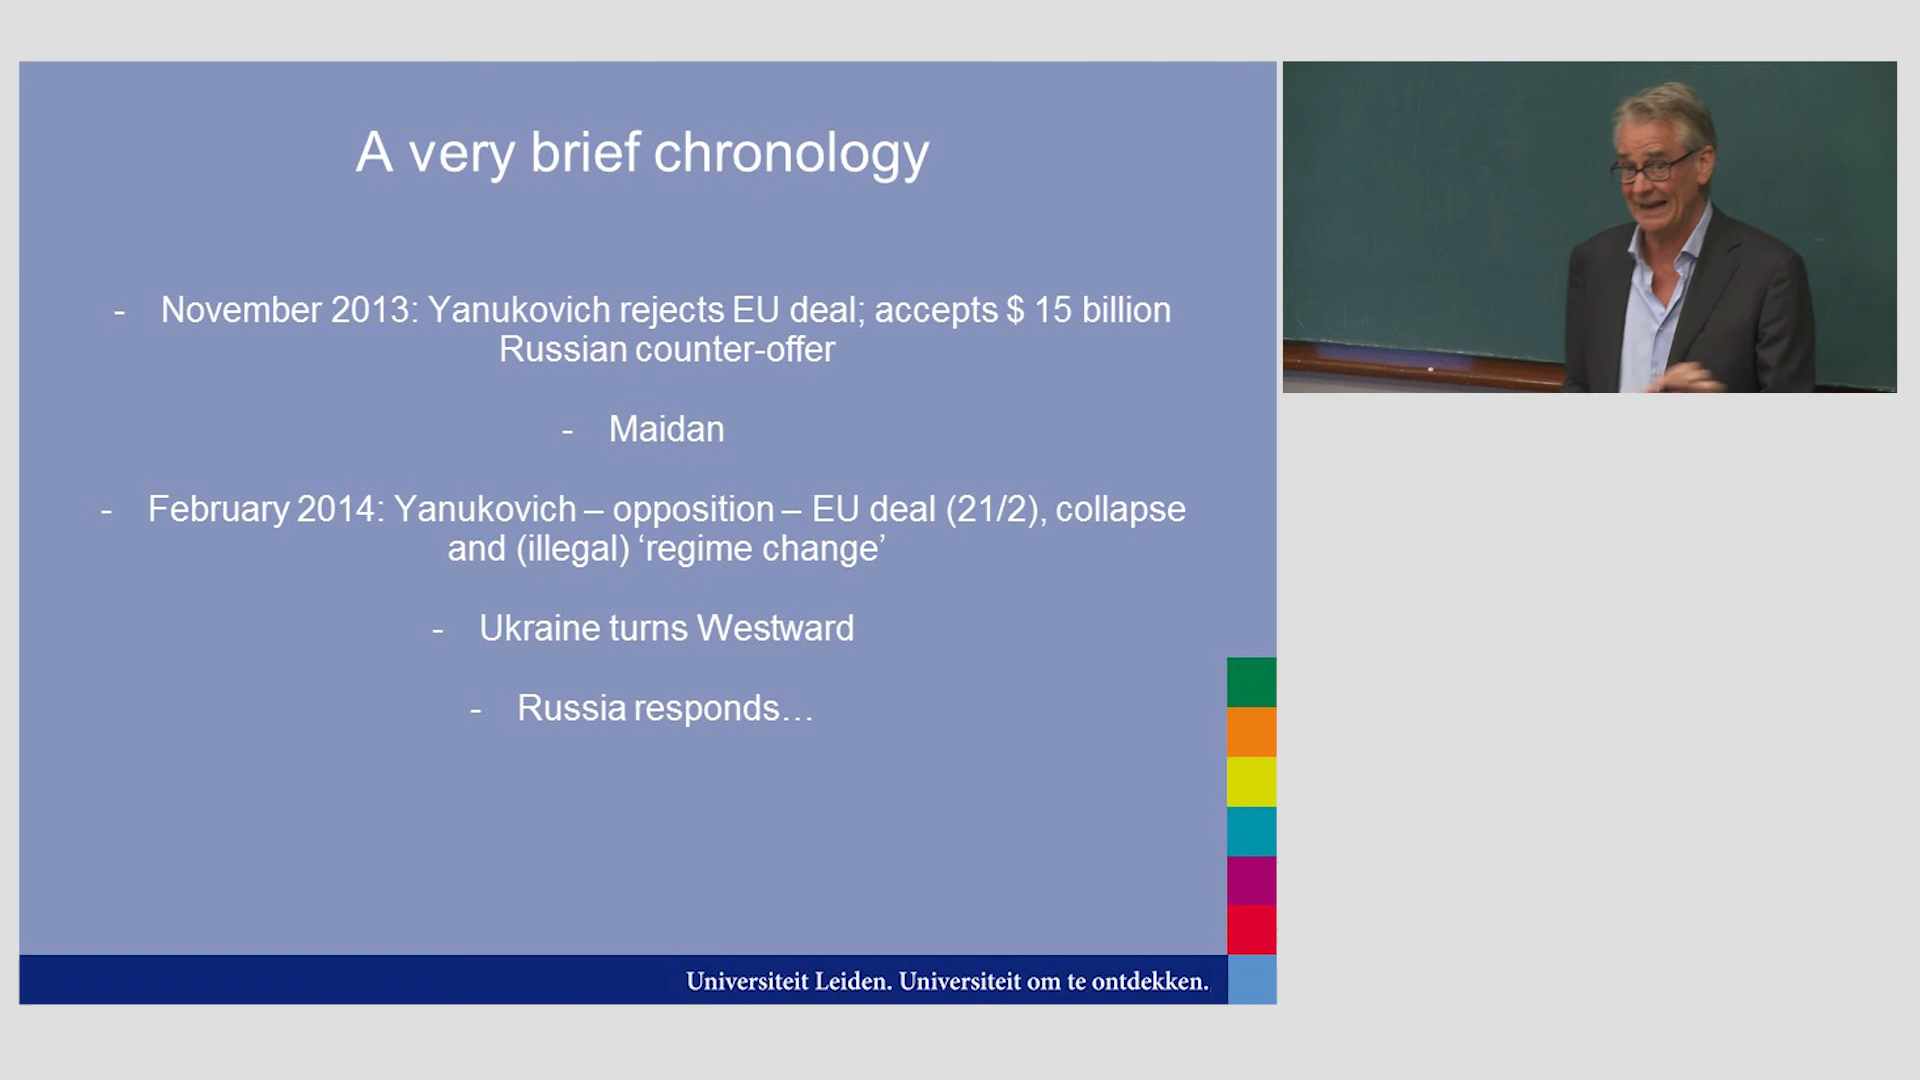 A very brief chronology
- November 2013: Yanukovich rejects EU deal; accepts $ 15 billion
Russian counter-offer
- Maidan
- February 2014: Yanukovich – opposition – EU deal (21/2), collapse
and (illegal) ‘regime change’
- Ukraine turns Westward
- Russia responds…
Universiteit Leiden. Universiteit om te ontdekken.